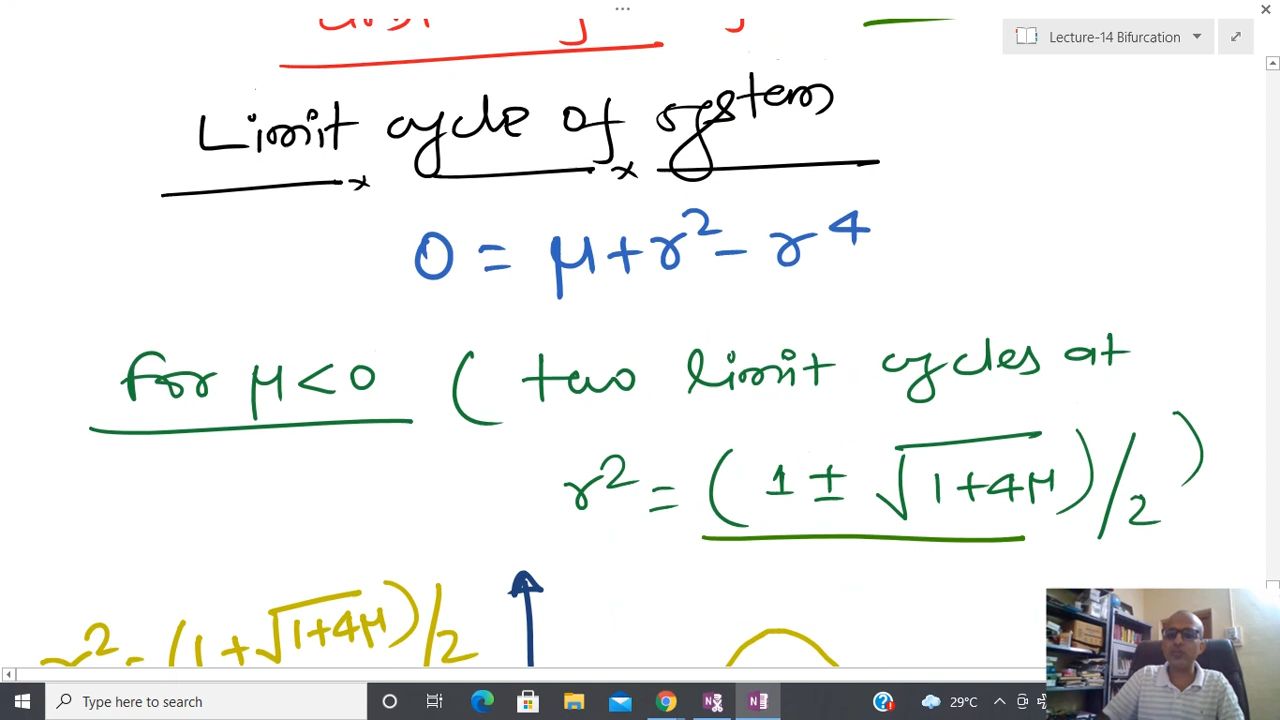 Lecture-14 Bifurcation
Limit cycle of system
0 = μ + r² - r⁴
for μ < 0 ( two limit cycles at
r² = ( 1 ± √1+4μ ) / 2 )
r² = ( 1 + √1+4μ ) / 2
Type here to search
29°C